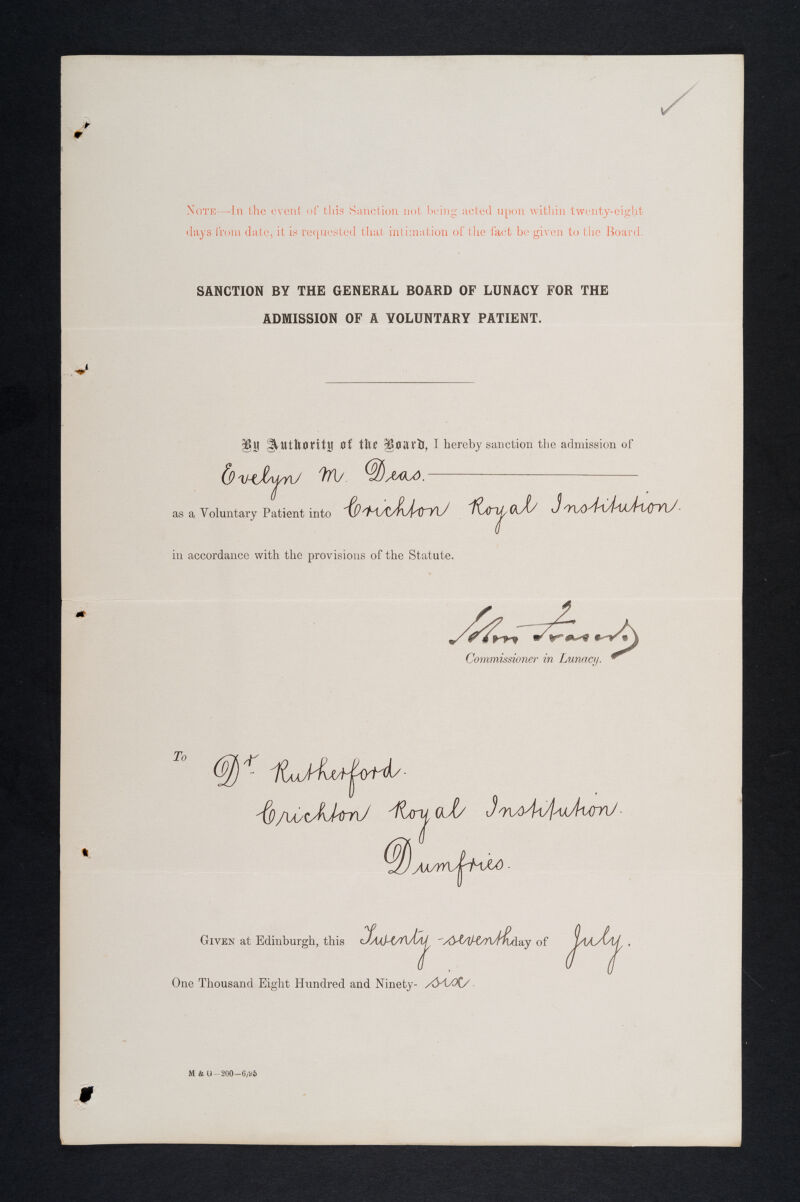 NOTE—In the event of this Sanction not being acted upon within twenty-eight
days from date, it is requested that intimation of the fact be given to the Board.
SANCTION BY THE GENERAL BOARD OF LUNACY FOR THE
ADMISSION OF A VOLUNTARY PATIENT.
By Authority of the Board, I hereby sanction the admission of
Evelyn M. Deas.
as a Voluntary Patient into Crichton Royal Institution.
in accordance with the provisions of the Statute.
John Fraser.
Commissioner in Lunacy.
To Dr. Rutherford.
Crichton Royal Institution.
Dumfries.
GIVEN at Edinburgh, this Twenty-seventh day of July.
One Thousand Eight Hundred and Ninety-six.
M & G—200—6/95